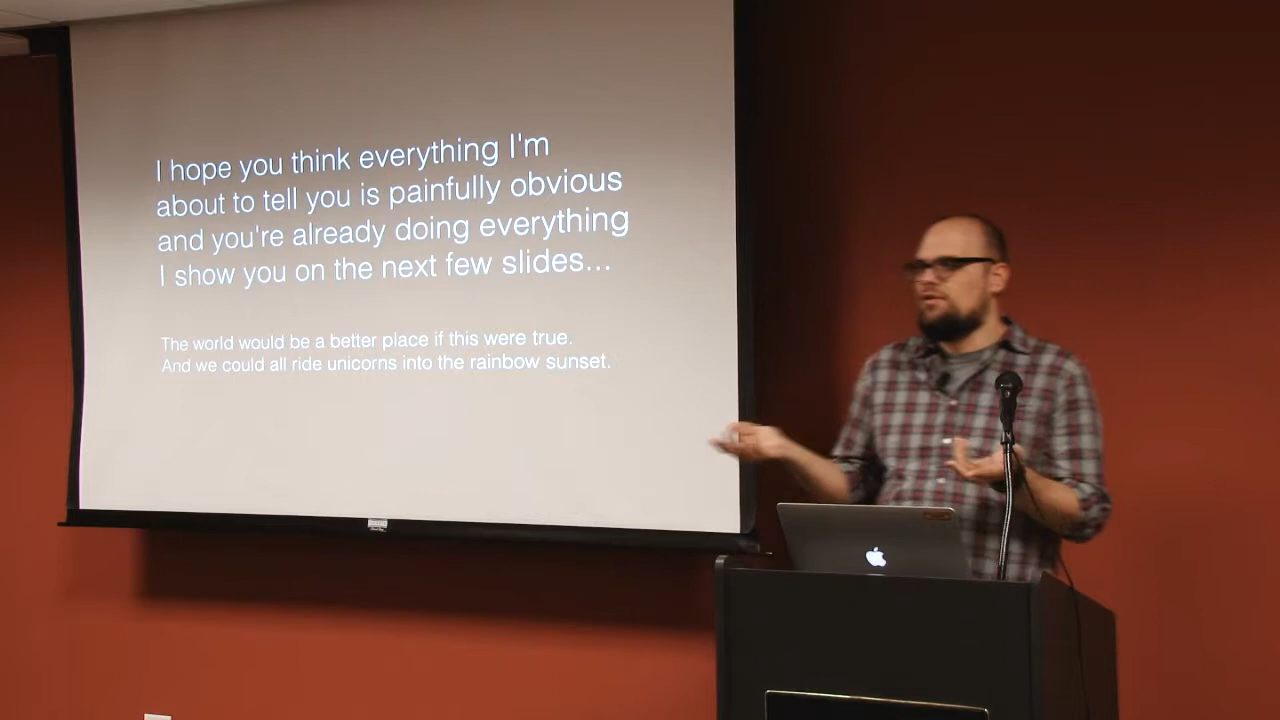 I hope you think everything I'm
about to tell you is painfully obvious
and you're already doing everything
I show you on the next few slides...
The world would be a better place if this were true.
And we could all ride unicorns into the rainbow sunset.